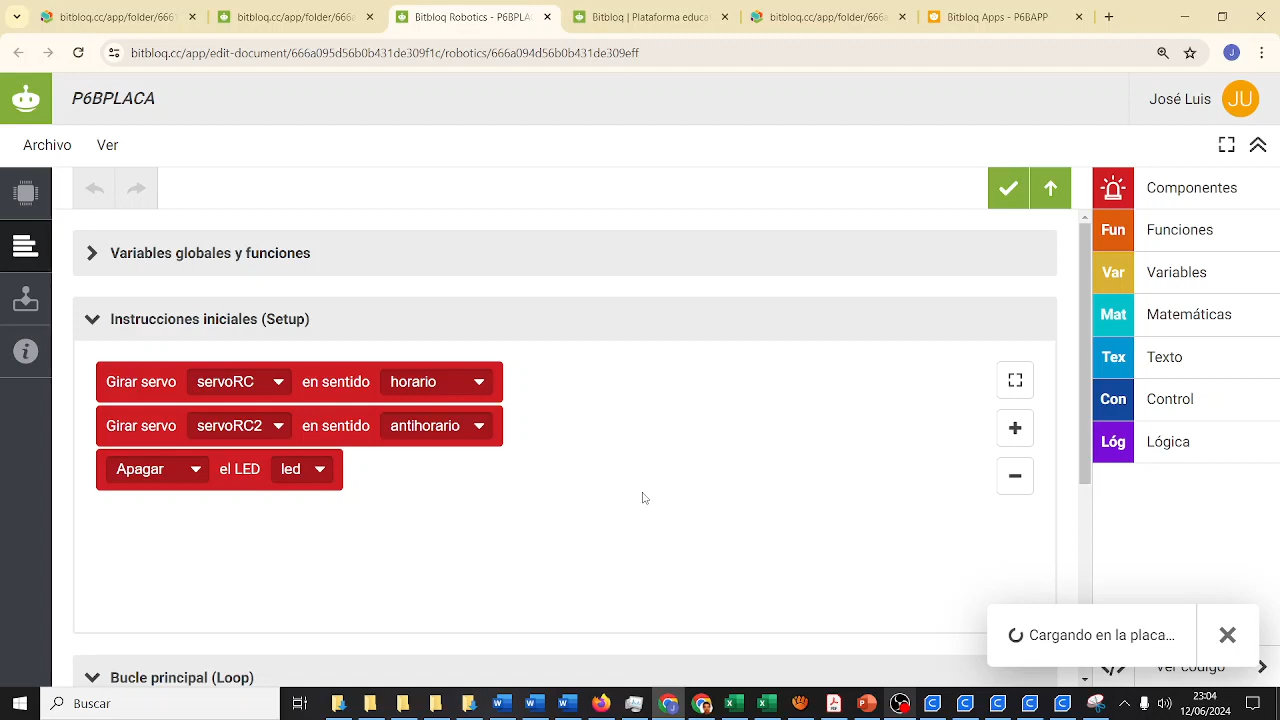 bitbloq.cc/app/folder/6661
bitbloq.cc/app/folder/666a
Bitbloq Robotics - P6BPLA
Bitbloq | Plataforma educat
bitbloq.cc/app/folder/666a
Bitbloq Apps - P6BAPP
bitbloq.cc/app/edit-document/666a095d56b0b431de309f1c/robotics/666a094d56b0b431de309eff
J
P6BPLACA
José Luis
JU
Archivo
Ver
Componentes
Fun Funciones
Var Variables
Mat Matemáticas
Tex Texto
Con Control
Lóg Lógica
Variables globales y funciones
Instrucciones iniciales (Setup)
Girar servo servoRC en sentido horario
Girar servo servoRC2 en sentido antihorario
Apagar el LED led
Cargando en la placa...
Ver código
Bucle principal (Loop)
Buscar
23:04
12/06/2024